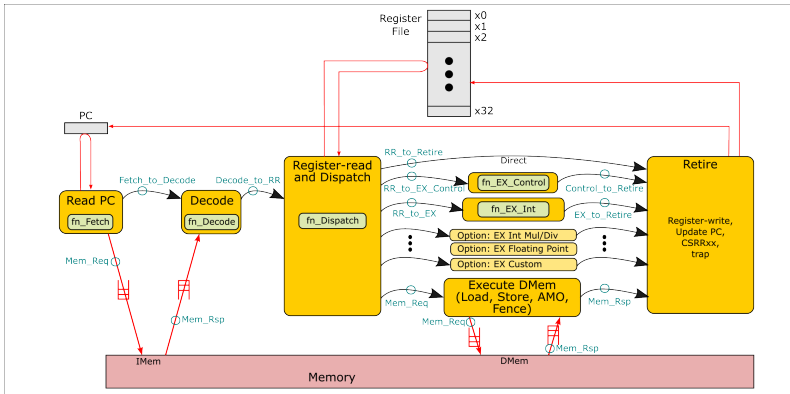 Register
File
x0
x1
x2
x32
PC
Fetch_to_Decode
Decode_to_RR
Read PC
fn_Fetch
Decode
fn_Decode
Register-read
and Dispatch
fn_Dispatch
RR_to_Retire
Direct
RR_to_EX_Control
fn_EX_Control
Control_to_Retire
RR_to_EX
fn_EX_Int
EX_to_Retire
Option: EX Int Mul/Div
Option: EX Floating Point
Option: EX Custom
Mem_Req
Execute DMem
(Load, Store, AMO,
Fence)
Mem_Rsp
Retire
Register-write,
Update PC,
CSRRxx,
trap
Mem_Req
Mem_Rsp
Mem_Req
Mem_Rsp
IMem
DMem
Memory